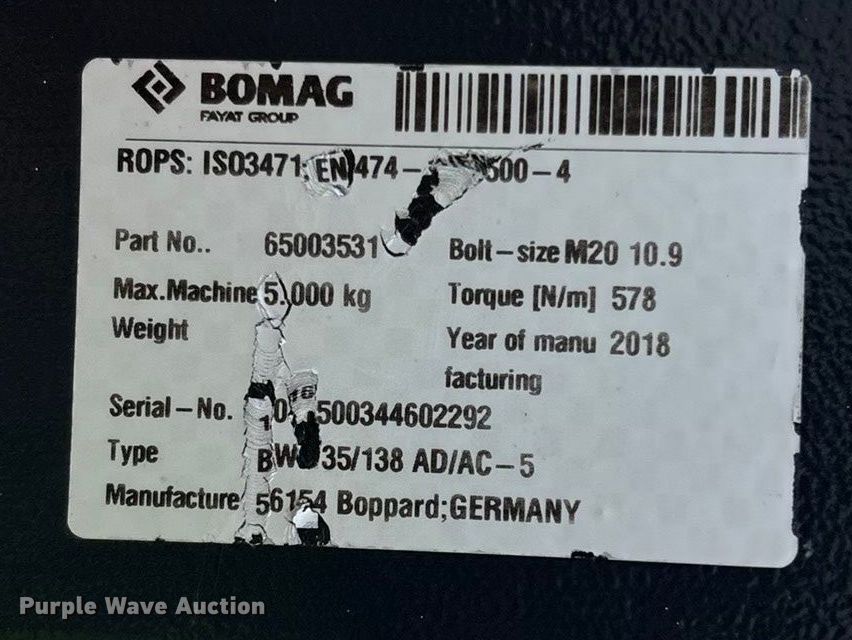 BOMAG
FAYAT GROUP
ROPS: ISO3471; EN 474- 500-4
Part No.. 65003531 Bolt-size M20 10.9
Max.Machine 5.000 kg Torque [N/m] 578
Weight Year of manu 2018
facturing
Serial-No. 500344602292
Type 35/138 AD/AC-5
Manufacture 56154 Boppard;GERMANY
Purple Wave Auction